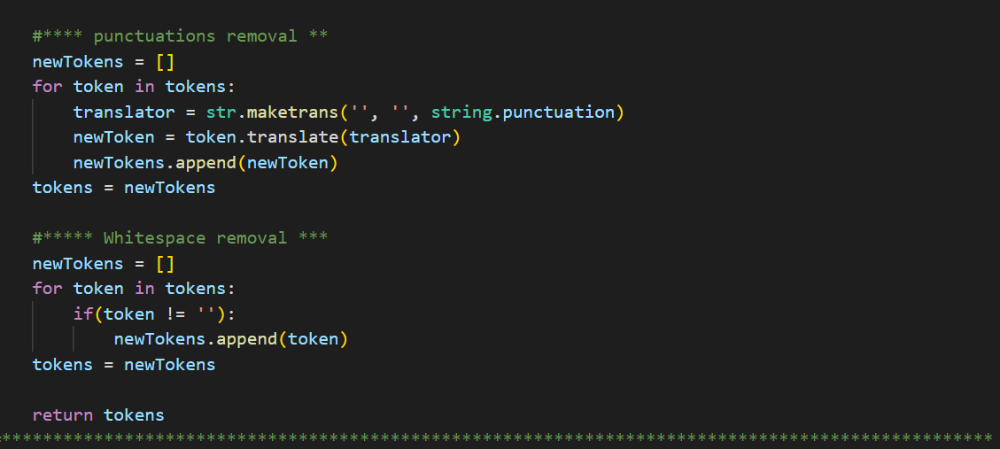 #**** punctuations removal **
newTokens = []
for token in tokens:
    translator = str.maketrans('', '', string.punctuation)
    newToken = token.translate(translator)
    newTokens.append(newToken)
tokens = newTokens
#***** Whitespace removal ***
newTokens = []
for token in tokens:
    if(token != ''):
        newTokens.append(token)
tokens = newTokens
return tokens
**************************************************************************************************